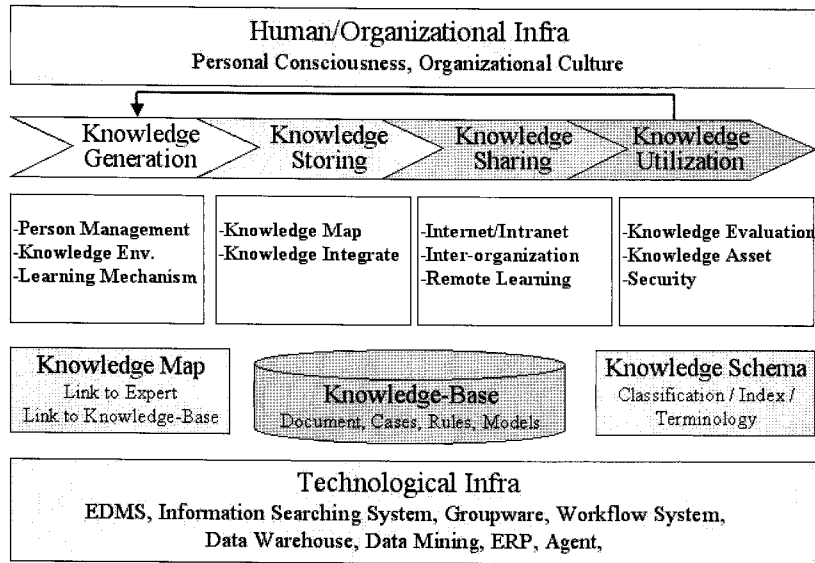 Human/Organizational Infra
Personal Consciousness, Organizational Culture
Knowledge
Generation
Knowledge
Storing
Knowledge
Sharing
Knowledge
Utilization
-Person Management
-Knowledge Env.
-Learning Mechanism
-Knowledge Map
-Knowledge Integrate
-Internet/Intranet
-Inter-organization
-Remote Learning
-Knowledge Evaluation
-Knowledge Asset
-Security
Knowledge Map
Link to Expert
Link to Knowledge-Base
Knowledge-Base
Document, Cases, Rules, Models
Knowledge Schema
Classification / Index /
Terminology
Technological Infra
EDMS, Information Searching System, Groupware, Workflow System,
Data Warehouse, Data Mining, ERP, Agent,